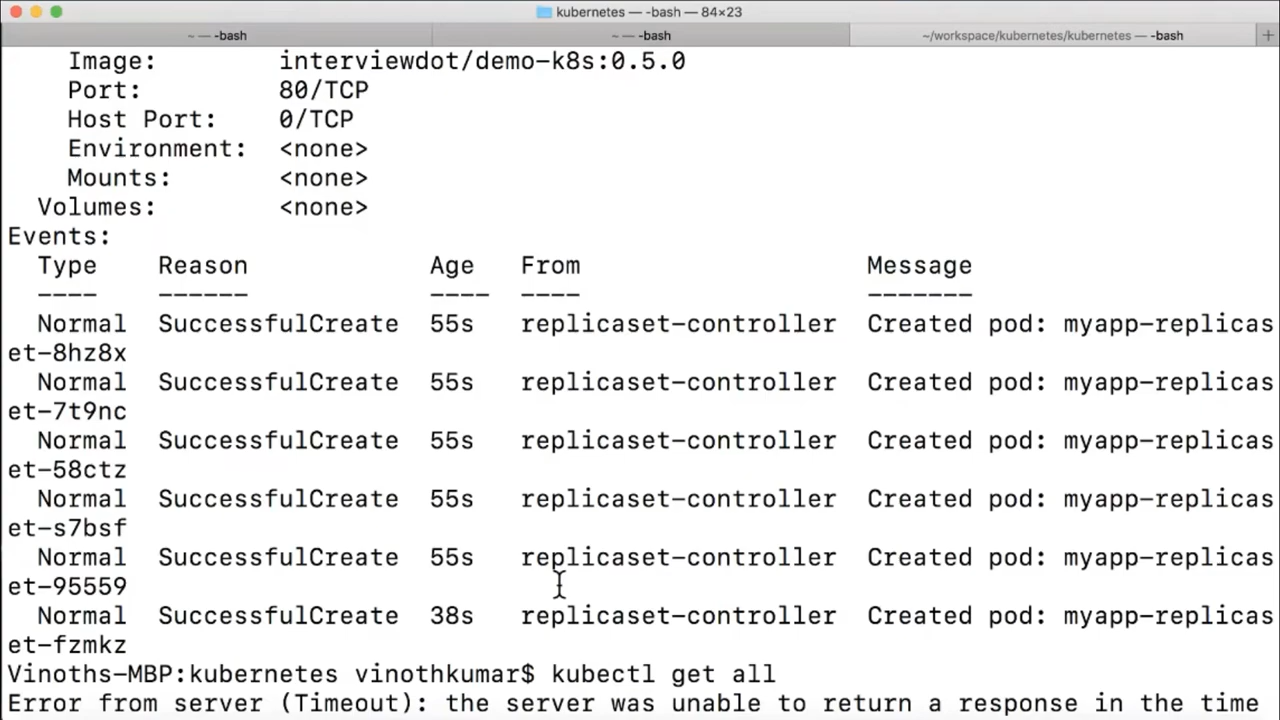 kubernetes — -bash — 84×23
~ — -bash
~ — -bash
~/workspace/kubernetes/kubernetes — -bash
+
Image: interviewdot/demo-k8s:0.5.0
Port: 80/TCP
Host Port: 0/TCP
Environment: <none>
Mounts: <none>
Volumes: <none>
Events:
Type Reason Age From Message
---- ------ ---- ---- -------
Normal SuccessfulCreate 55s replicaset-controller Created pod: myapp-replicas
et-8hz8x
Normal SuccessfulCreate 55s replicaset-controller Created pod: myapp-replicas
et-7t9nc
Normal SuccessfulCreate 55s replicaset-controller Created pod: myapp-replicas
et-58ctz
Normal SuccessfulCreate 55s replicaset-controller Created pod: myapp-replicas
et-s7bsf
Normal SuccessfulCreate 55s replicaset-controller Created pod: myapp-replicas
et-95559
Normal SuccessfulCreate 38s replicaset-controller Created pod: myapp-replicas
et-fzmkz
Vinoths-MBP:kubernetes vinothkumar$ kubectl get all
Error from server (Timeout): the server was unable to return a response in the time